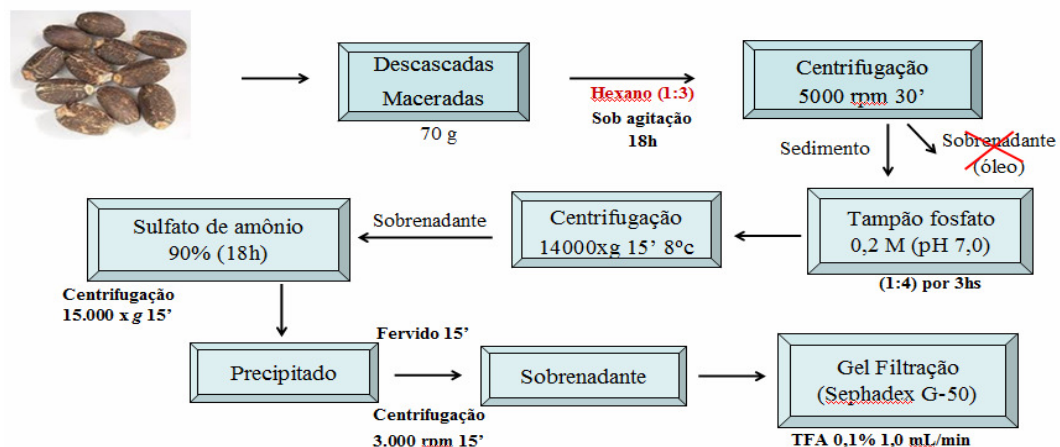 Descascadas
Maceradas
70 g
Hexano (1:3)
Sob agitação
18h
Centrifugação
5000 rpm 30’
Sedimento
Sobrenadante
(óleo)
Tampão fosfato
0,2 M (pH 7,0)
(1:4) por 3hs
Centrifugação
14000xg 15’ 8ºc
Sobrenadante
Sulfato de amônio
90% (18h)
Centrifugação
15.000 x g 15’
Precipitado
Fervido 15’
Centrifugação
3.000 rpm 15’
Sobrenadante
Gel Filtração
(Sephadex G-50)
TFA 0,1% 1,0 mL/min